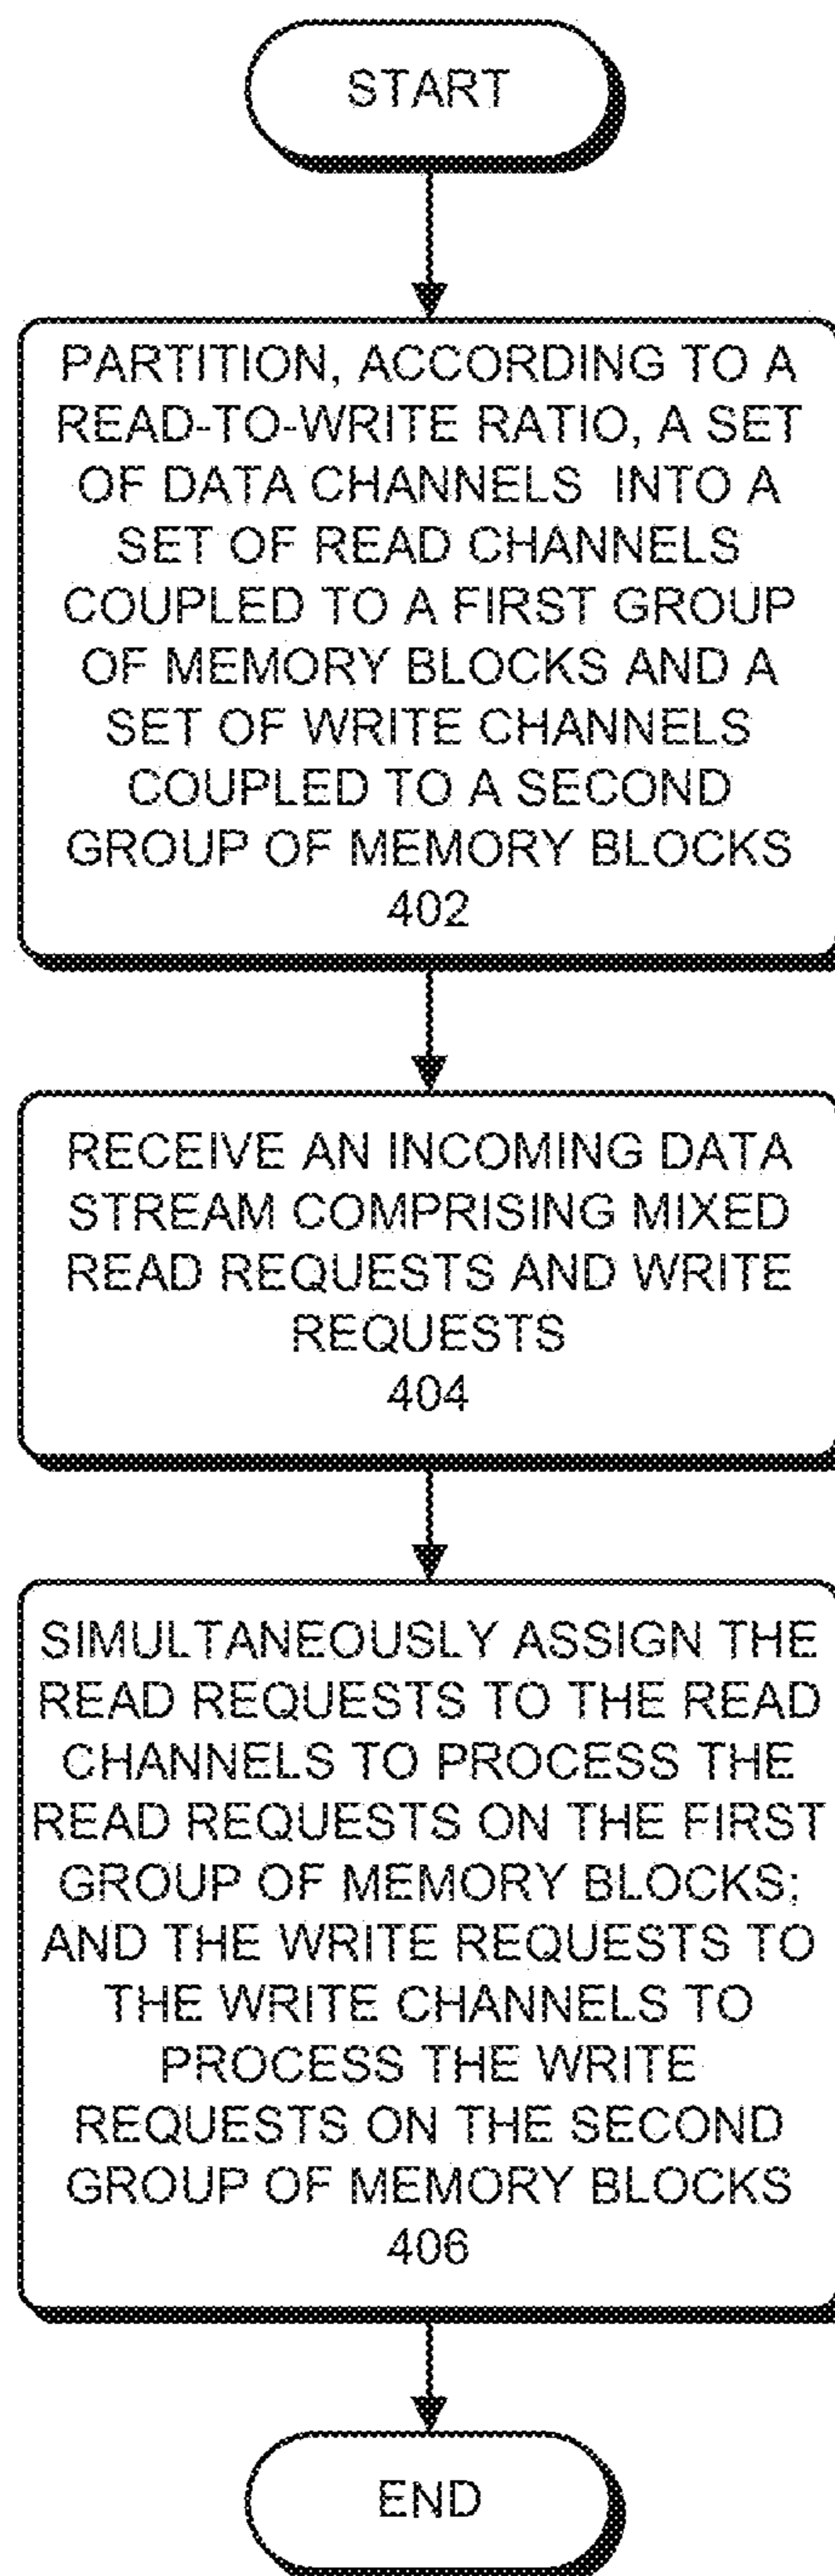 START
PARTITION, ACCORDING TO A
READ-TO-WRITE RATIO, A SET
OF DATA CHANNELS INTO A
SET OF READ CHANNELS
COUPLED TO A FIRST GROUP
OF MEMORY BLOCKS AND A
SET OF WRITE CHANNELS
COUPLED TO A SECOND
GROUP OF MEMORY BLOCKS
402
RECEIVE AN INCOMING DATA
STREAM COMPRISING MIXED
READ REQUESTS AND WRITE
REQUESTS
404
SIMULTANEOUSLY ASSIGN THE
READ REQUESTS TO THE READ
CHANNELS TO PROCESS THE
READ REQUESTS ON THE FIRST
GROUP OF MEMORY BLOCKS;
AND THE WRITE REQUESTS TO
THE WRITE CHANNELS TO
PROCESS THE WRITE
REQUESTS ON THE SECOND
GROUP OF MEMORY BLOCKS
406
END